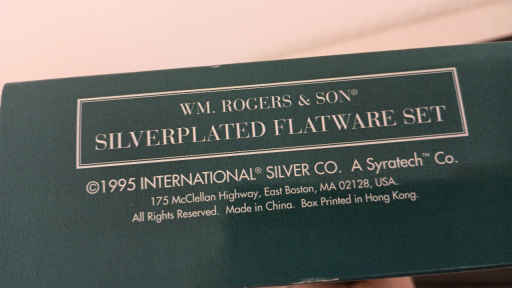 WM. ROGERS & SON®
SILVERPLATED FLATWARE SET
©1995 INTERNATIONAL® SILVER CO. A Syratech™ Co.
175 McClellan Highway, East Boston, MA 02128, USA.
All Rights Reserved. Made in China. Box Printed in Hong Kong.